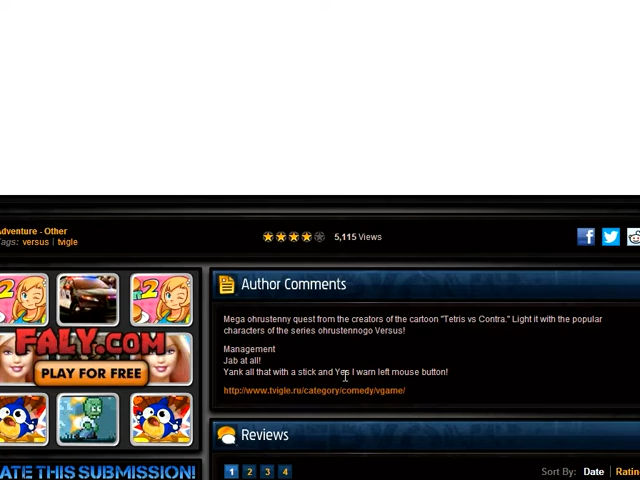 Adventure - Other
Tags: versus | tvigle
5,115 Views
Author Comments
Mega ohrustenny quest from the creators of the cartoon "Tetris vs Contra." Light it with the popular
characters of the series ohrustennogo Versus!
Management
Jab at all!
Yank all that with a stick and Yes I warn left mouse button!
http://www.tvigle.ru/category/comedy/vgame/
FALY.COM
PLAY FOR FREE
Reviews
1 2 3 4
Sort By: Date | Rating
ATE THIS SUBMISSION!